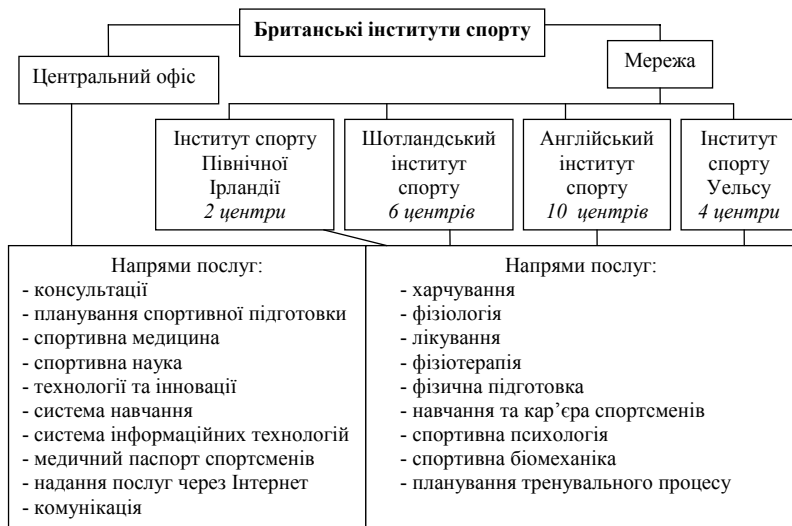 Британські інститути спорту
Центральний офіс
Мережа
Інститут спорту
Північної
Ірландії
2 центри
Шотландський
інститут
спорту
6 центрів
Англійський
інститут
спорту
10 центрів
Інститут
спорту
Уельсу
4 центри
Напрями послуг:
- консультації
- планування спортивної підготовки
- спортивна медицина
- спортивна наука
- технології та інновації
- система навчання
- система інформаційних технологій
- медичний паспорт спортсменів
- надання послуг через Інтернет
- комунікація
Напрями послуг:
- харчування
- фізіологія
- лікування
- фізіотерапія
- фізична підготовка
- навчання та кар’єра спортсменів
- спортивна психологія
- спортивна біомеханіка
- планування тренувального процесу